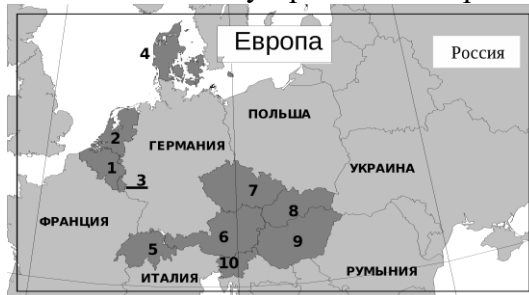 4
Европа
Россия
ПОЛЬША
2
ГЕРМАНИЯ
1
3
УКРАИНА
7
8
ФРАНЦИЯ
5
6
9
10
ИТАЛИЯ
РУМЫНИЯ